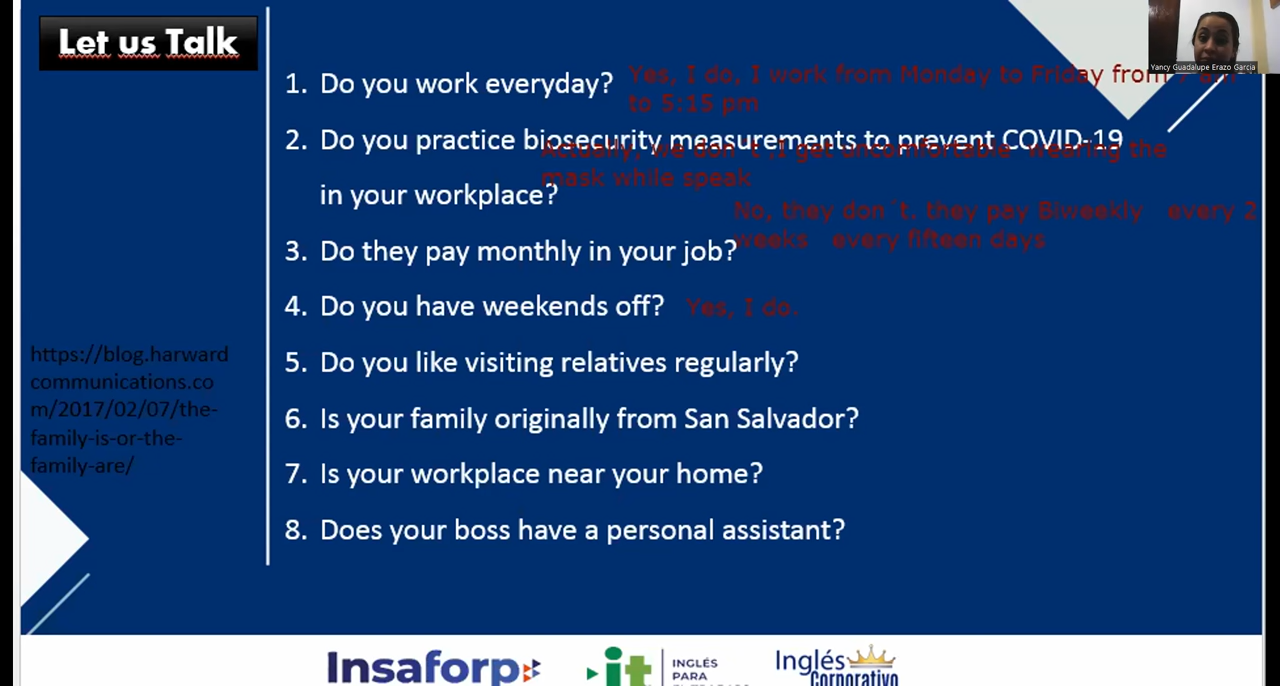 Let us Talk
Yancy Guadalupe Erazo Garcia
1. Do you work everyday? Yes, I do, I work from Monday to Friday from 7 a.m
to 5:15 pm
2. Do you practice biosecurity measurements to prevent COVID-19
Actually, we don´t ,I get uncomfortable wearing the
mask while speak
in your workplace?
No, they don´t. they pay Biweekly every 2
weeks every fifteen days
3. Do they pay monthly in your job?
4. Do you have weekends off? Yes, I do.
5. Do you like visiting relatives regularly?
6. Is your family originally from San Salvador?
7. Is your workplace near your home?
8. Does your boss have a personal assistant?
https://blog.harward
communications.co
m/2017/02/07/the-
family-is-or-the-
family-are/
Insaforp
it
INGLÉS
PARA
Inglés
Corporativo